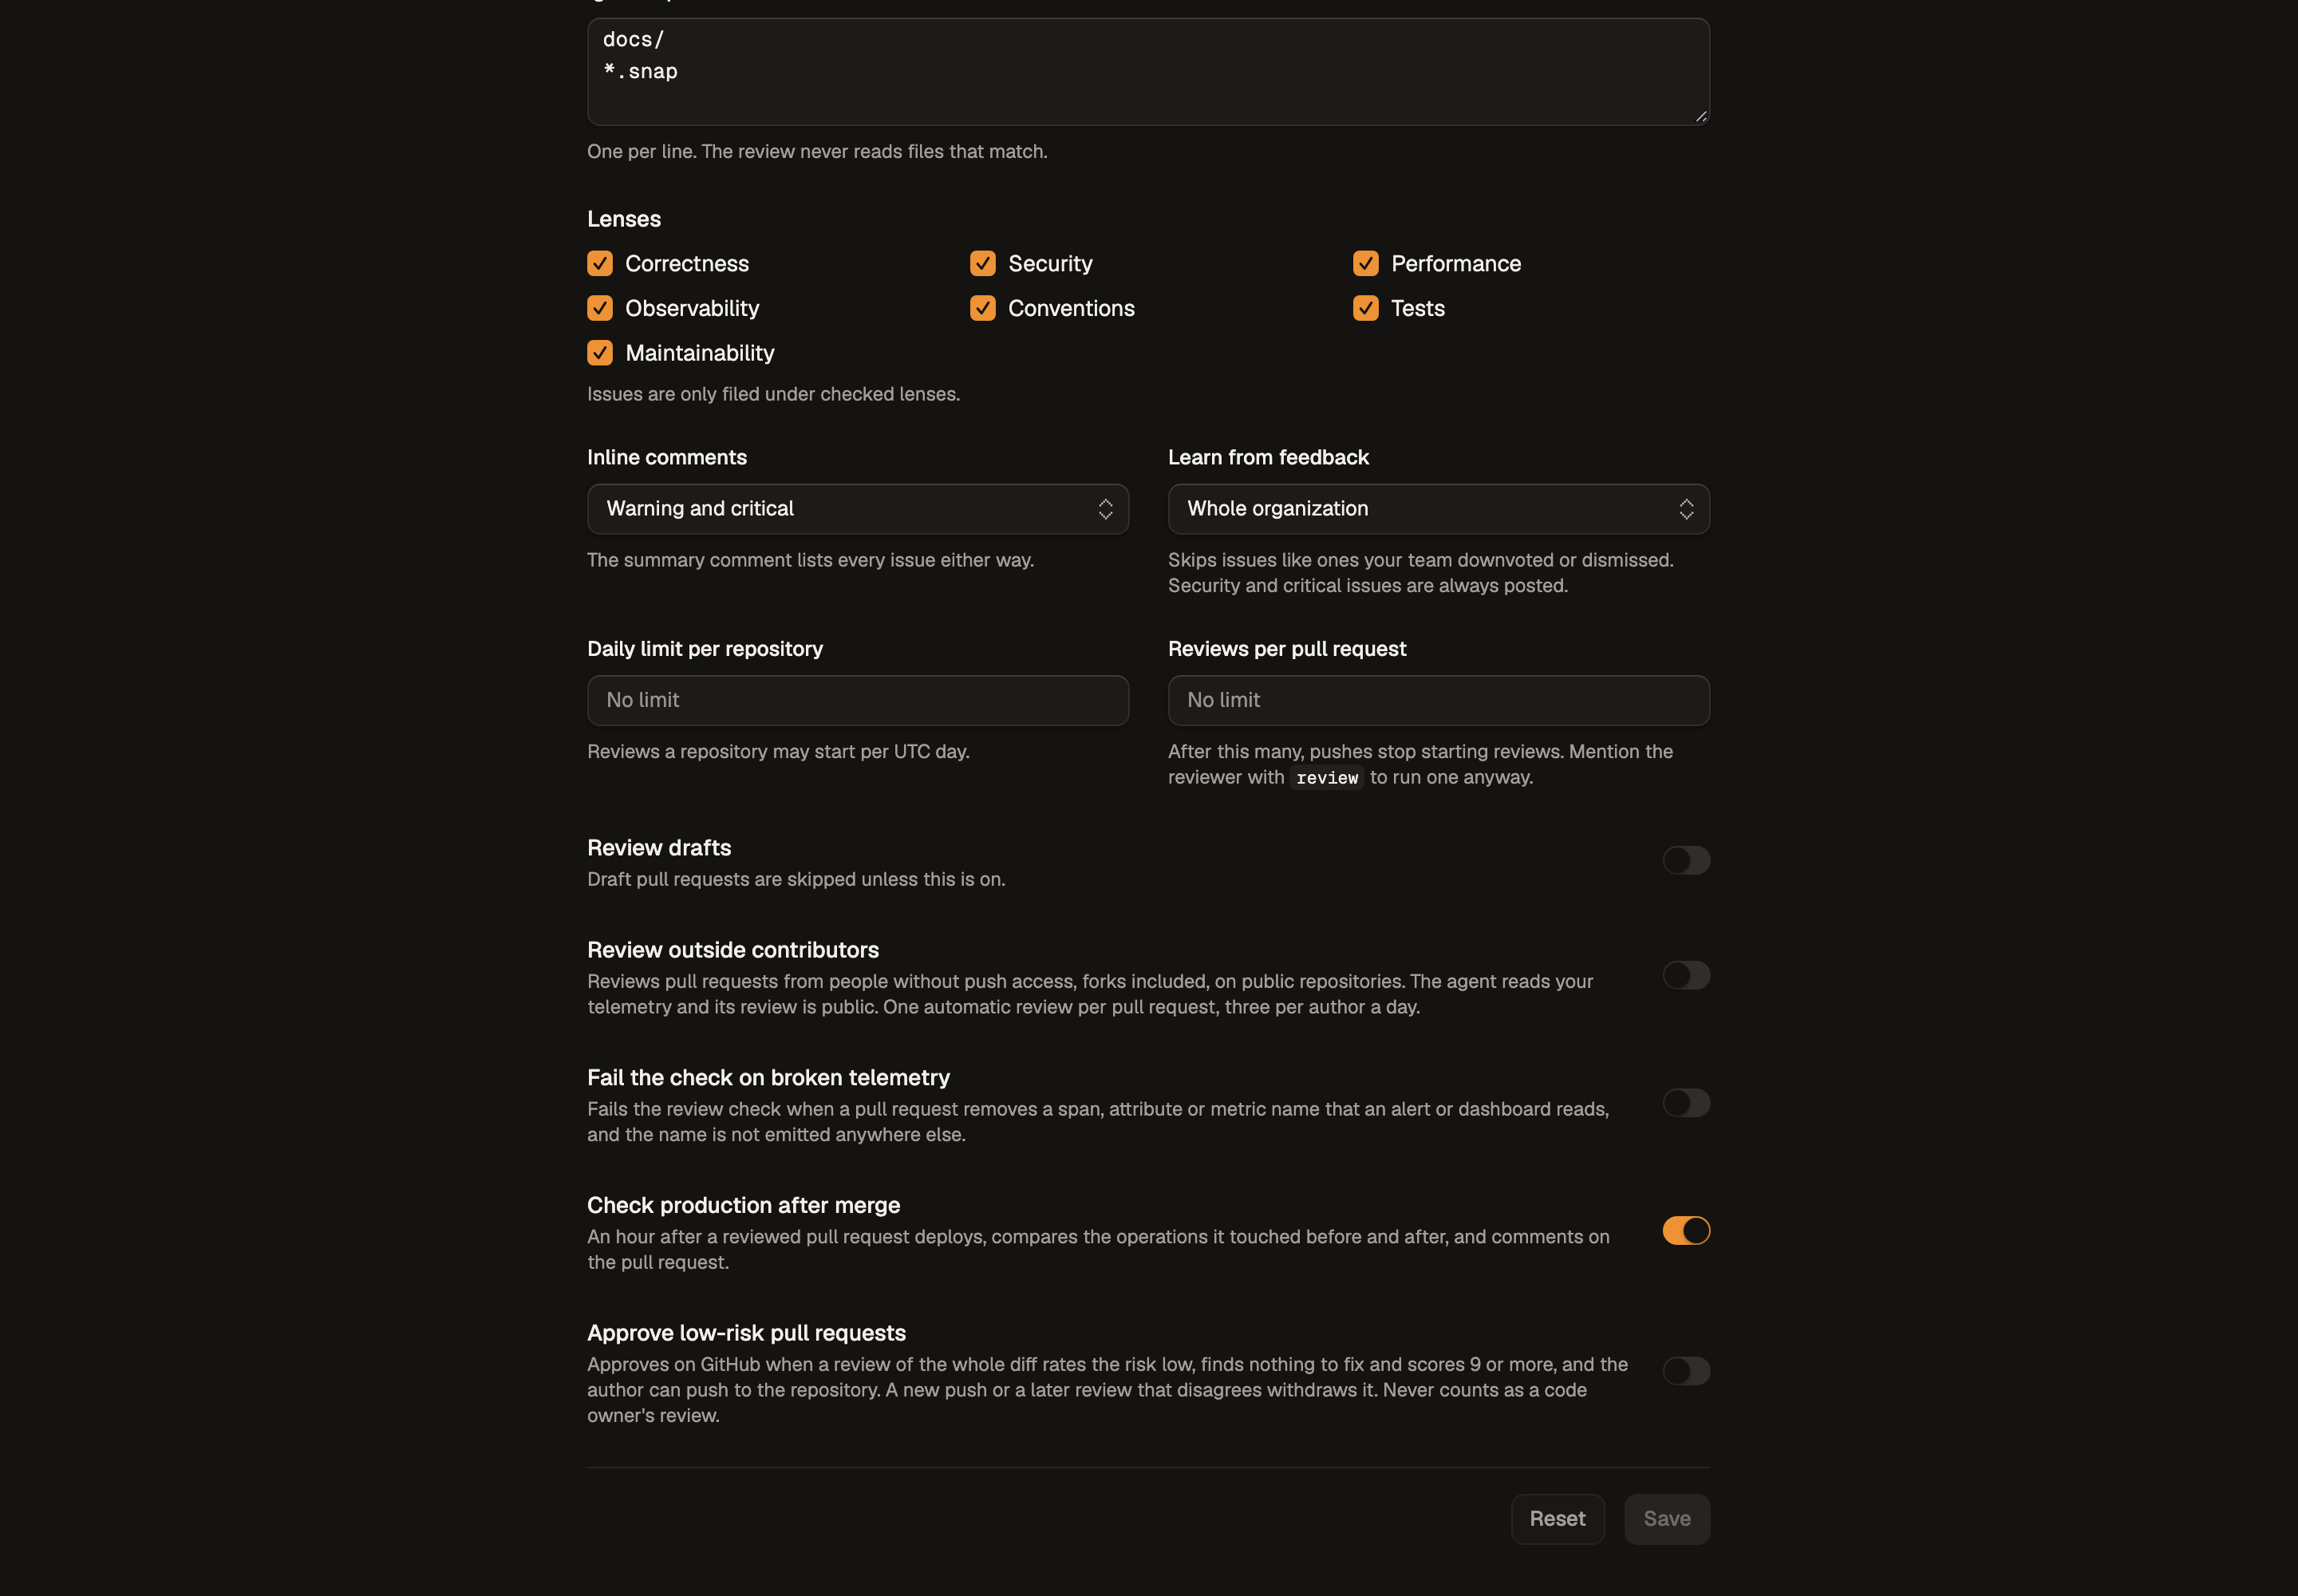 docs/
*.snap
One per line. The review never reads files that match.
Lenses
Correctness
Security
Performance
Observability
Conventions
Tests
Maintainability
Issues are only filed under checked lenses.
Inline comments
Learn from feedback
Warning and critical
Whole organization
The summary comment lists every issue either way.
Skips issues like ones your team downvoted or dismissed.
Security and critical issues are always posted.
Daily limit per repository
Reviews per pull request
No limit
No limit
Reviews a repository may start per UTC day.
After this many, pushes stop starting reviews. Mention the
reviewer with review to run one anyway.
Review drafts
Draft pull requests are skipped unless this is on.
Review outside contributors
Reviews pull requests from people without push access, forks included, on public repositories. The agent reads your
telemetry and its review is public. One automatic review per pull request, three per author a day.
Fail the check on broken telemetry
Fails the review check when a pull request removes a span, attribute or metric name that an alert or dashboard reads,
and the name is not emitted anywhere else.
Check production after merge
An hour after a reviewed pull request deploys, compares the operations it touched before and after, and comments on
the pull request.
Approve low-risk pull requests
Approves on GitHub when a review of the whole diff rates the risk low, finds nothing to fix and scores 9 or more, and the
author can push to the repository. A new push or a later review that disagrees withdraws it. Never counts as a code
owner's review.
Reset
Save